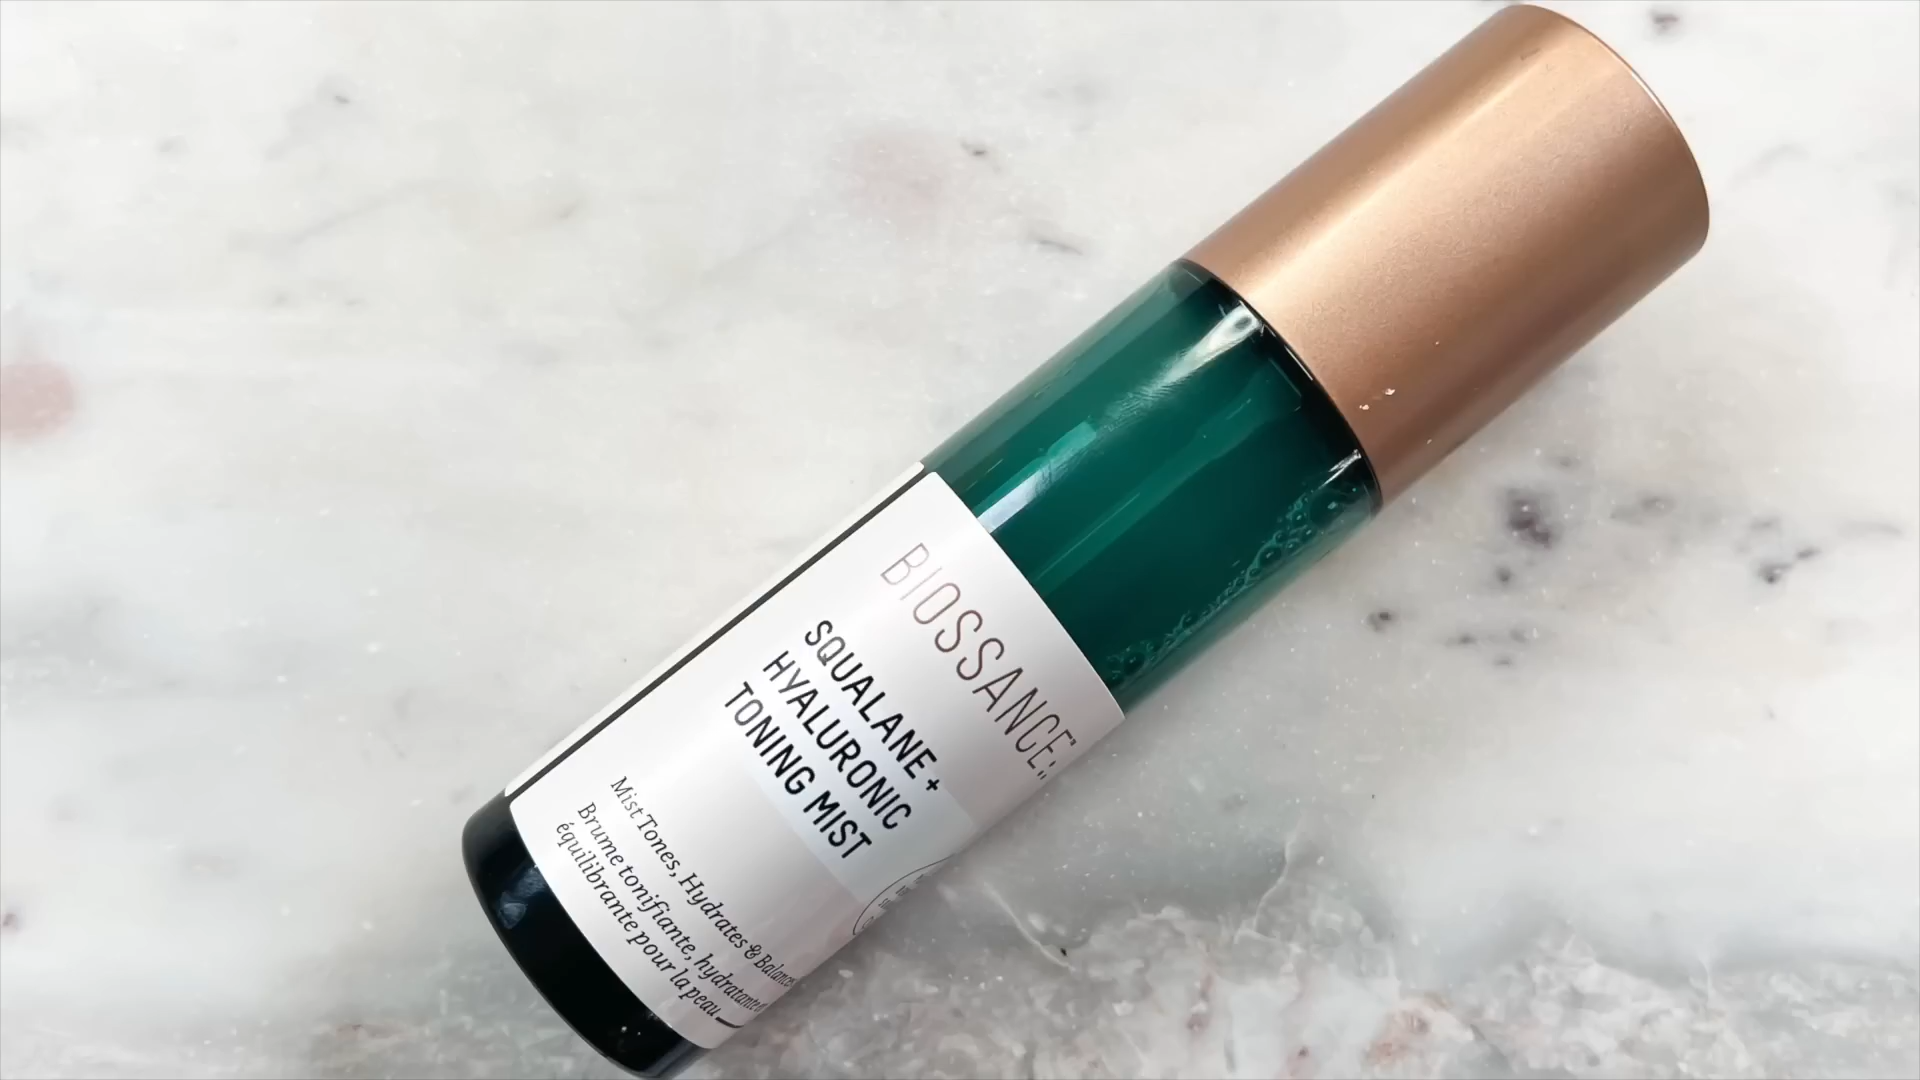 BIOSSANCE
SQUALANE +
HYALURONIC
TONING MIST
Mist Tones, Hydrates & Balances
Brume tonifiante, hydratante et
équilibrante pour la peau